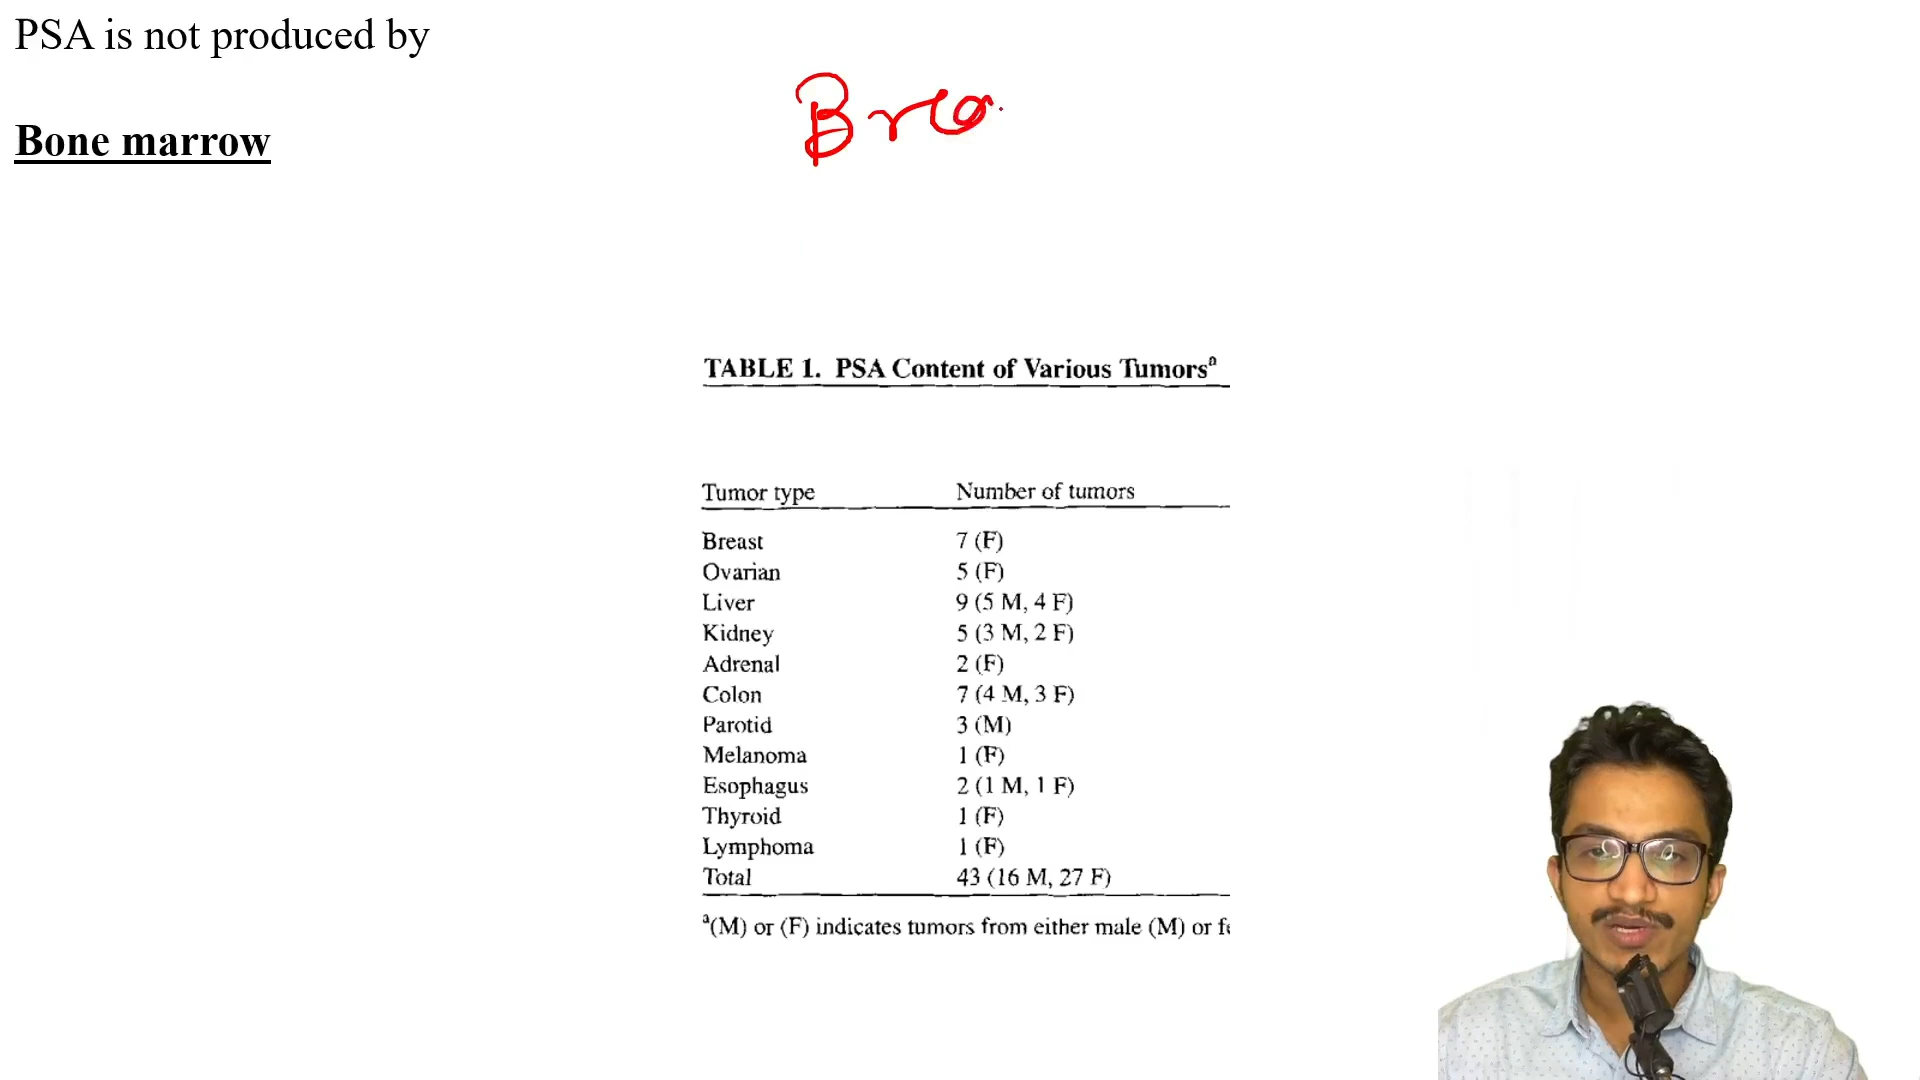 PSA is not produced by
Bone marrow
Brea
TABLE 1. PSA Content of Various Tumorsª
Tumor type Number of tumors
Breast 7 (F)
Ovarian 5 (F)
Liver 9 (5 M, 4 F)
Kidney 5 (3 M, 2 F)
Adrenal 2 (F)
Colon 7 (4 M, 3 F)
Parotid 3 (M)
Melanoma 1 (F)
Esophagus 2 (1 M, 1 F)
Thyroid 1 (F)
Lymphoma 1 (F)
Total 43 (16 M, 27 F)
ª(M) or (F) indicates tumors from either male (M) or fe